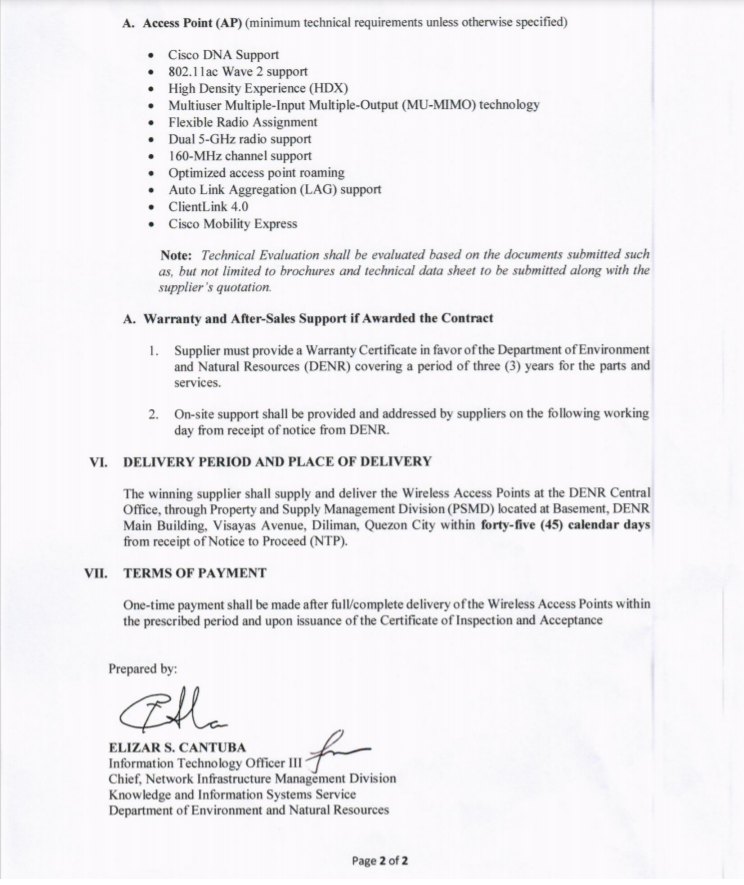 A. Access Point (AP) (minimum technical requirements unless otherwise specified)
• Cisco DNA Support
• 802.11ac Wave 2 support
• High Density Experience (HDX)
• Multiuser Multiple-Input Multiple-Output (MU-MIMO) technology
• Flexible Radio Assignment
• Dual 5-GHz radio support
• 160-MHz channel support
• Optimized access point roaming
• Auto Link Aggregation (LAG) support
• ClientLink 4.0
• Cisco Mobility Express
Note: Technical Evaluation shall be evaluated based on the documents submitted such
as, but not limited to brochures and technical data sheet to be submitted along with the
supplier's quotation.
A. Warranty and After-Sales Support if Awarded the Contract
1. Supplier must provide a Warranty Certificate in favor of the Department of Environment
and Natural Resources (DENR) covering a period of three (3) years for the parts and
services.
2. On-site support shall be provided and addressed by suppliers on the following working
day from receipt of notice from DENR.
VI. DELIVERY PERIOD AND PLACE OF DELIVERY
The winning supplier shall supply and deliver the Wireless Access Points at the DENR Central
Office, through Property and Supply Management Division (PSMD) located at Basement, DENR
Main Building, Visayas Avenue, Diliman, Quezon City within forty-five (45) calendar days
from receipt of Notice to Proceed (NTP).
VII. TERMS OF PAYMENT
One-time payment shall be made after full/complete delivery of the Wireless Access Points within
the prescribed period and upon issuance of the Certificate of Inspection and Acceptance
Prepared by:
ELIZAR S. CANTUBA
Information Technology Officer III
Chief, Network Infrastructure Management Division
Knowledge and Information Systems Service
Department of Environment and Natural Resources
Page 2 of 2